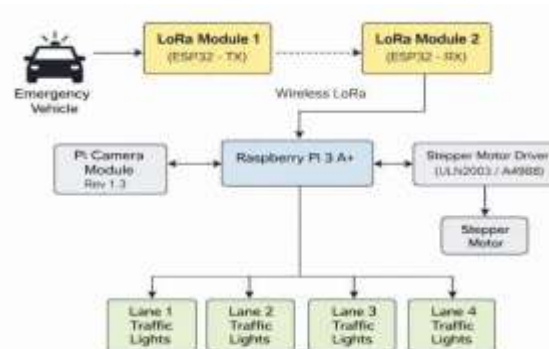 LoRa Module 1
(ESP32 - TX)
LoRa Module 2
(ESP32 - RX)
Emergency
Vehicle
Wireless LoRa
Pi Camera
Module
Rev 1.3
Raspberry Pi 3 A+
Stepper Motor Driver
(ULN2003 / A4988)
Stepper
Motor
Lane 1
Traffic
Lights
Lane 2
Traffic
Lights
Lane 3
Traffic
Lights
Lane 4
Traffic
Lights